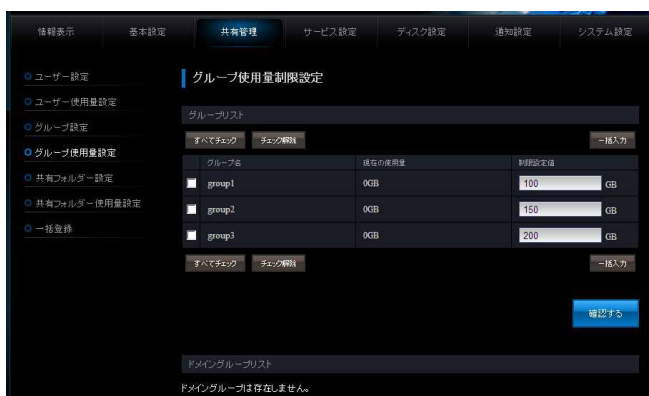 情報表示 基本設定 共有管理 サービス設定 ディスク設定 通知設定 システム設定
ユーザー設定
ユーザー使用量設定
グループ設定
グループ使用量設定
共有フォルダー設定
共有フォルダー使用量設定
一括登録
グループ使用量制限設定
グループリスト
すべてチェック チェック解除 一括入力
グループ名 現在の使用量 制限設定値
group1 0GB 100 GB
group2 0GB 150 GB
group3 0GB 200 GB
すべてチェック チェック解除 一括入力
確認する
ドメイングループリスト
ドメイングループは存在しません。